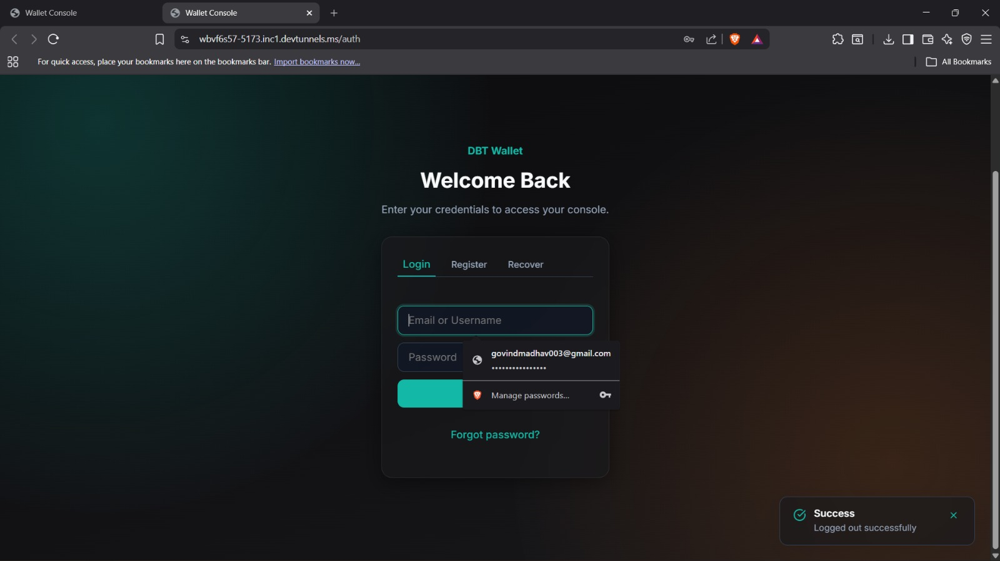 Wallet Console
Wallet Console
wbvf6s57-5173.inc1.devtunnels.ms/auth
For quick access, place your bookmarks here on the bookmarks bar. Import bookmarks now...
All Bookmarks
DBT Wallet
Welcome Back
Enter your credentials to access your console.
Login Register Recover
Email or Username
govindmadhav003@gmail.com
Password
••••••••••••••••
Manage passwords...
Forgot password?
Success
Logged out successfully